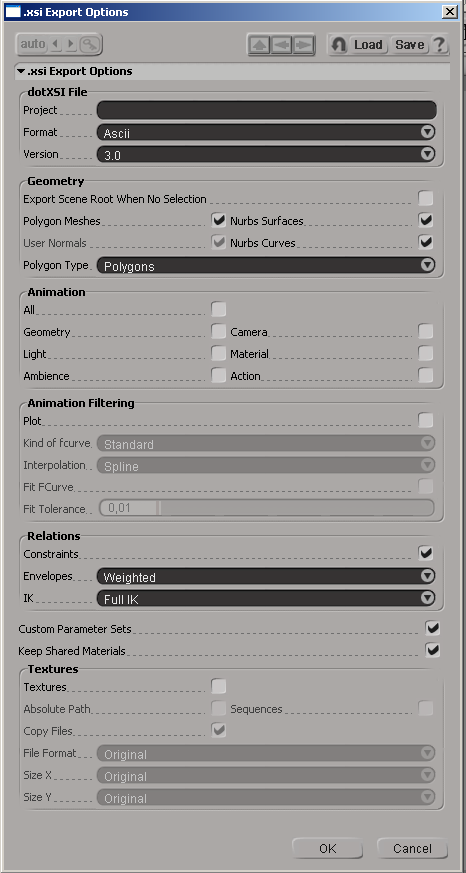 .xsi Export Options
auto Load Save ?
.xsi Export Options
dotXSI File
Project
Format Ascii
Version 3.0
Geometry
Export Scene Root When No Selection
Polygon Meshes Nurbs Surfaces
User Normals Nurbs Curves
Polygon Type Polygons
Animation
All
Geometry Camera
Light Material
Ambience Action
Animation Filtering
Plot
Kind of fcurve Standard
Interpolation Spline
Fit FCurve
Fit Tolerance 0,01
Relations
Constraints
Envelopes Weighted
IK Full IK
Custom Parameter Sets
Keep Shared Materials
Textures
Textures
Absolute Path Sequences
Copy Files
File Format Original
Size X Original
Size Y Original
OK Cancel